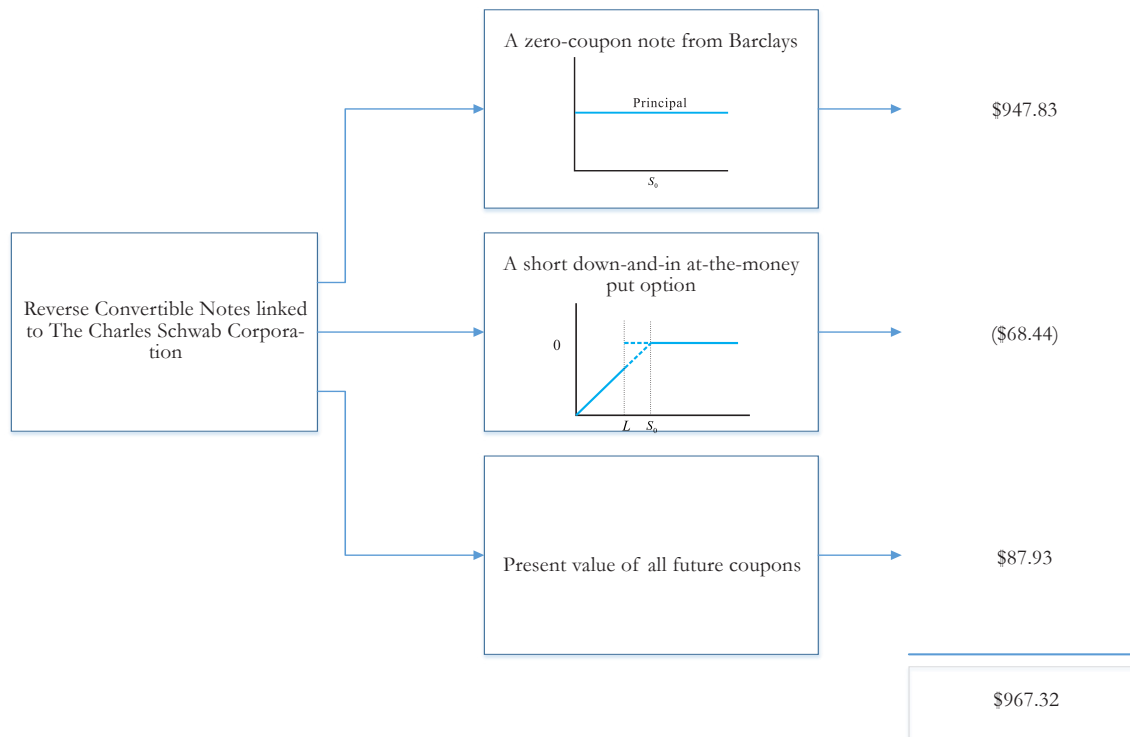 A zero-coupon note from Barclays
Principal
S₀
$947.83
Reverse Convertible Notes linked
to The Charles Schwab Corpora-
tion
A short down-and-in at-the-money
put option
0
L S₀
($68.44)
Present value of all future coupons
$87.93
$967.32